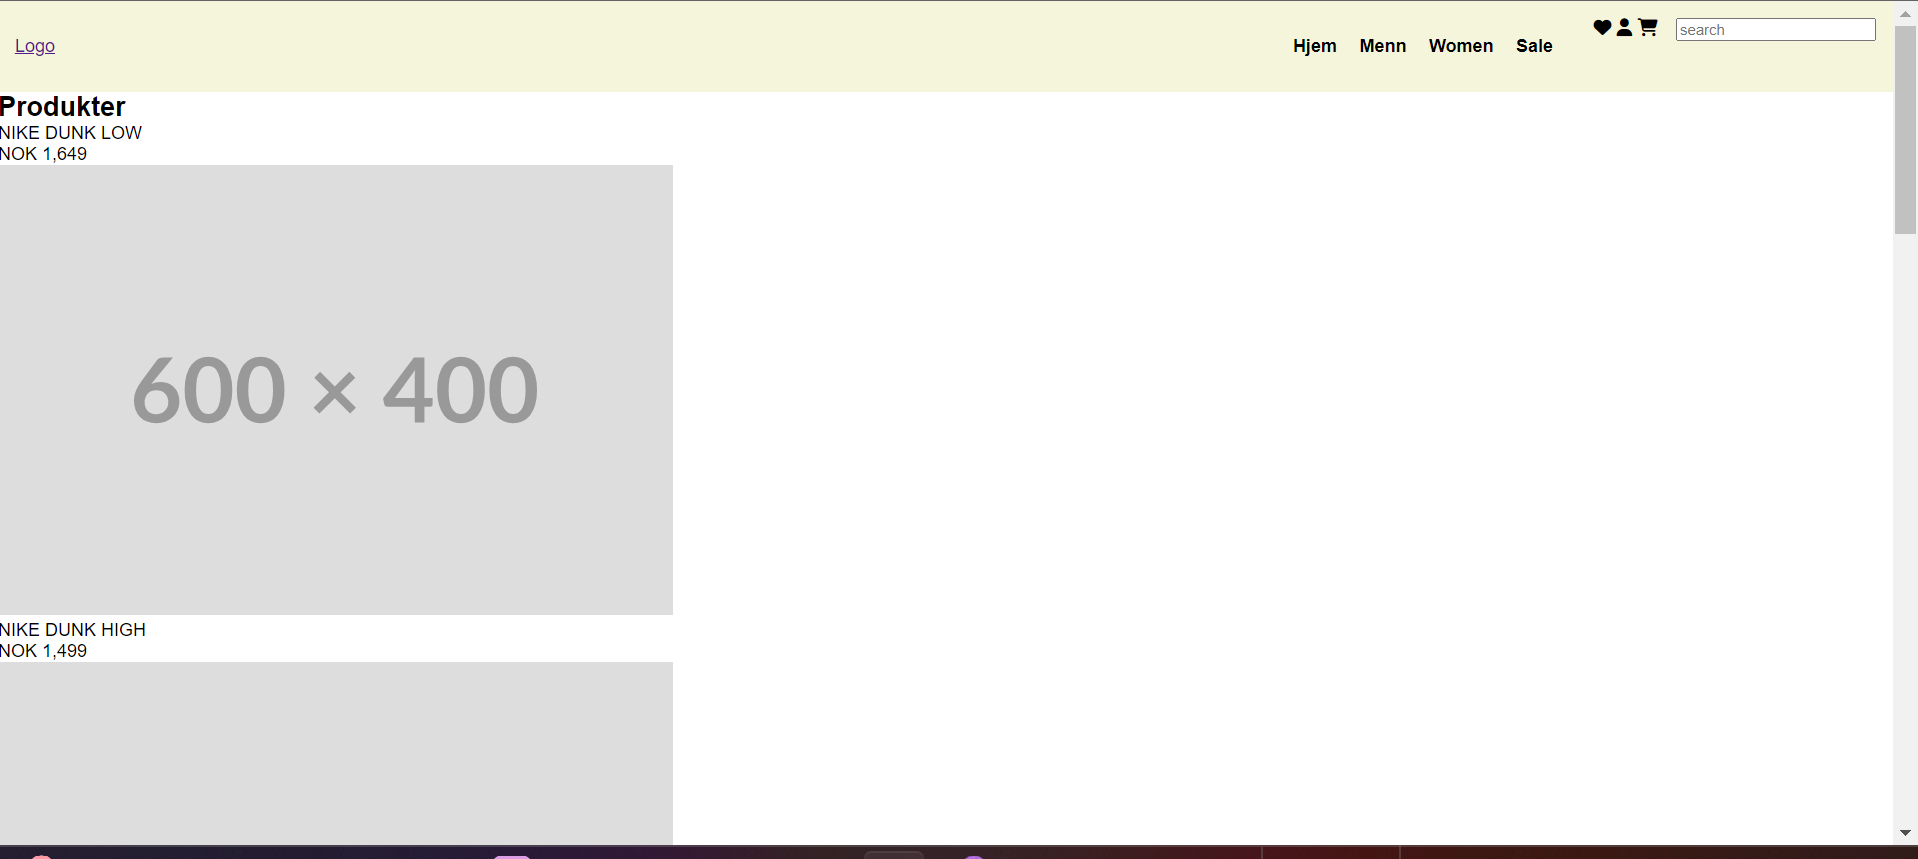 Logo
Hjem Menn Women Sale
search
Produkter
NIKE DUNK LOW
NOK 1,649
600 × 400
NIKE DUNK HIGH
NOK 1,499